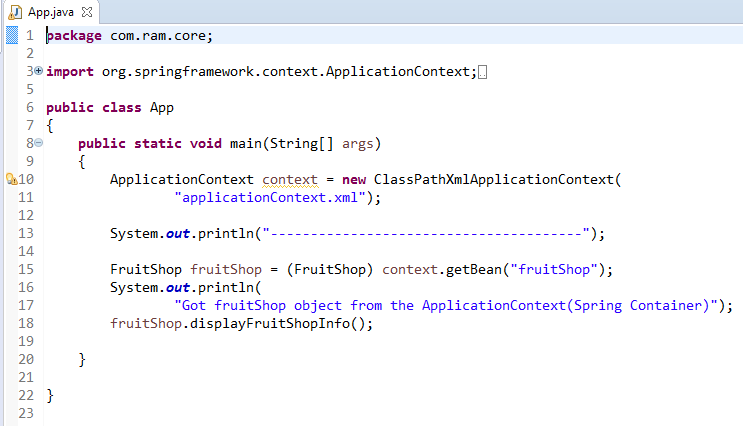 App.java
1 package com.ram.core;
2
3 import org.springframework.context.ApplicationContext;
5
6 public class App
7 {
8     public static void main(String[] args)
9     {
10         ApplicationContext context = new ClassPathXmlApplicationContext(
11                 "applicationContext.xml");
12
13         System.out.println("---------------------------------------");
14
15         FruitShop fruitShop = (FruitShop) context.getBean("fruitShop");
16         System.out.println(
17                 "Got fruitShop object from the ApplicationContext(Spring Container)");
18         fruitShop.displayFruitShopInfo();
19
20     }
21
22 }
23